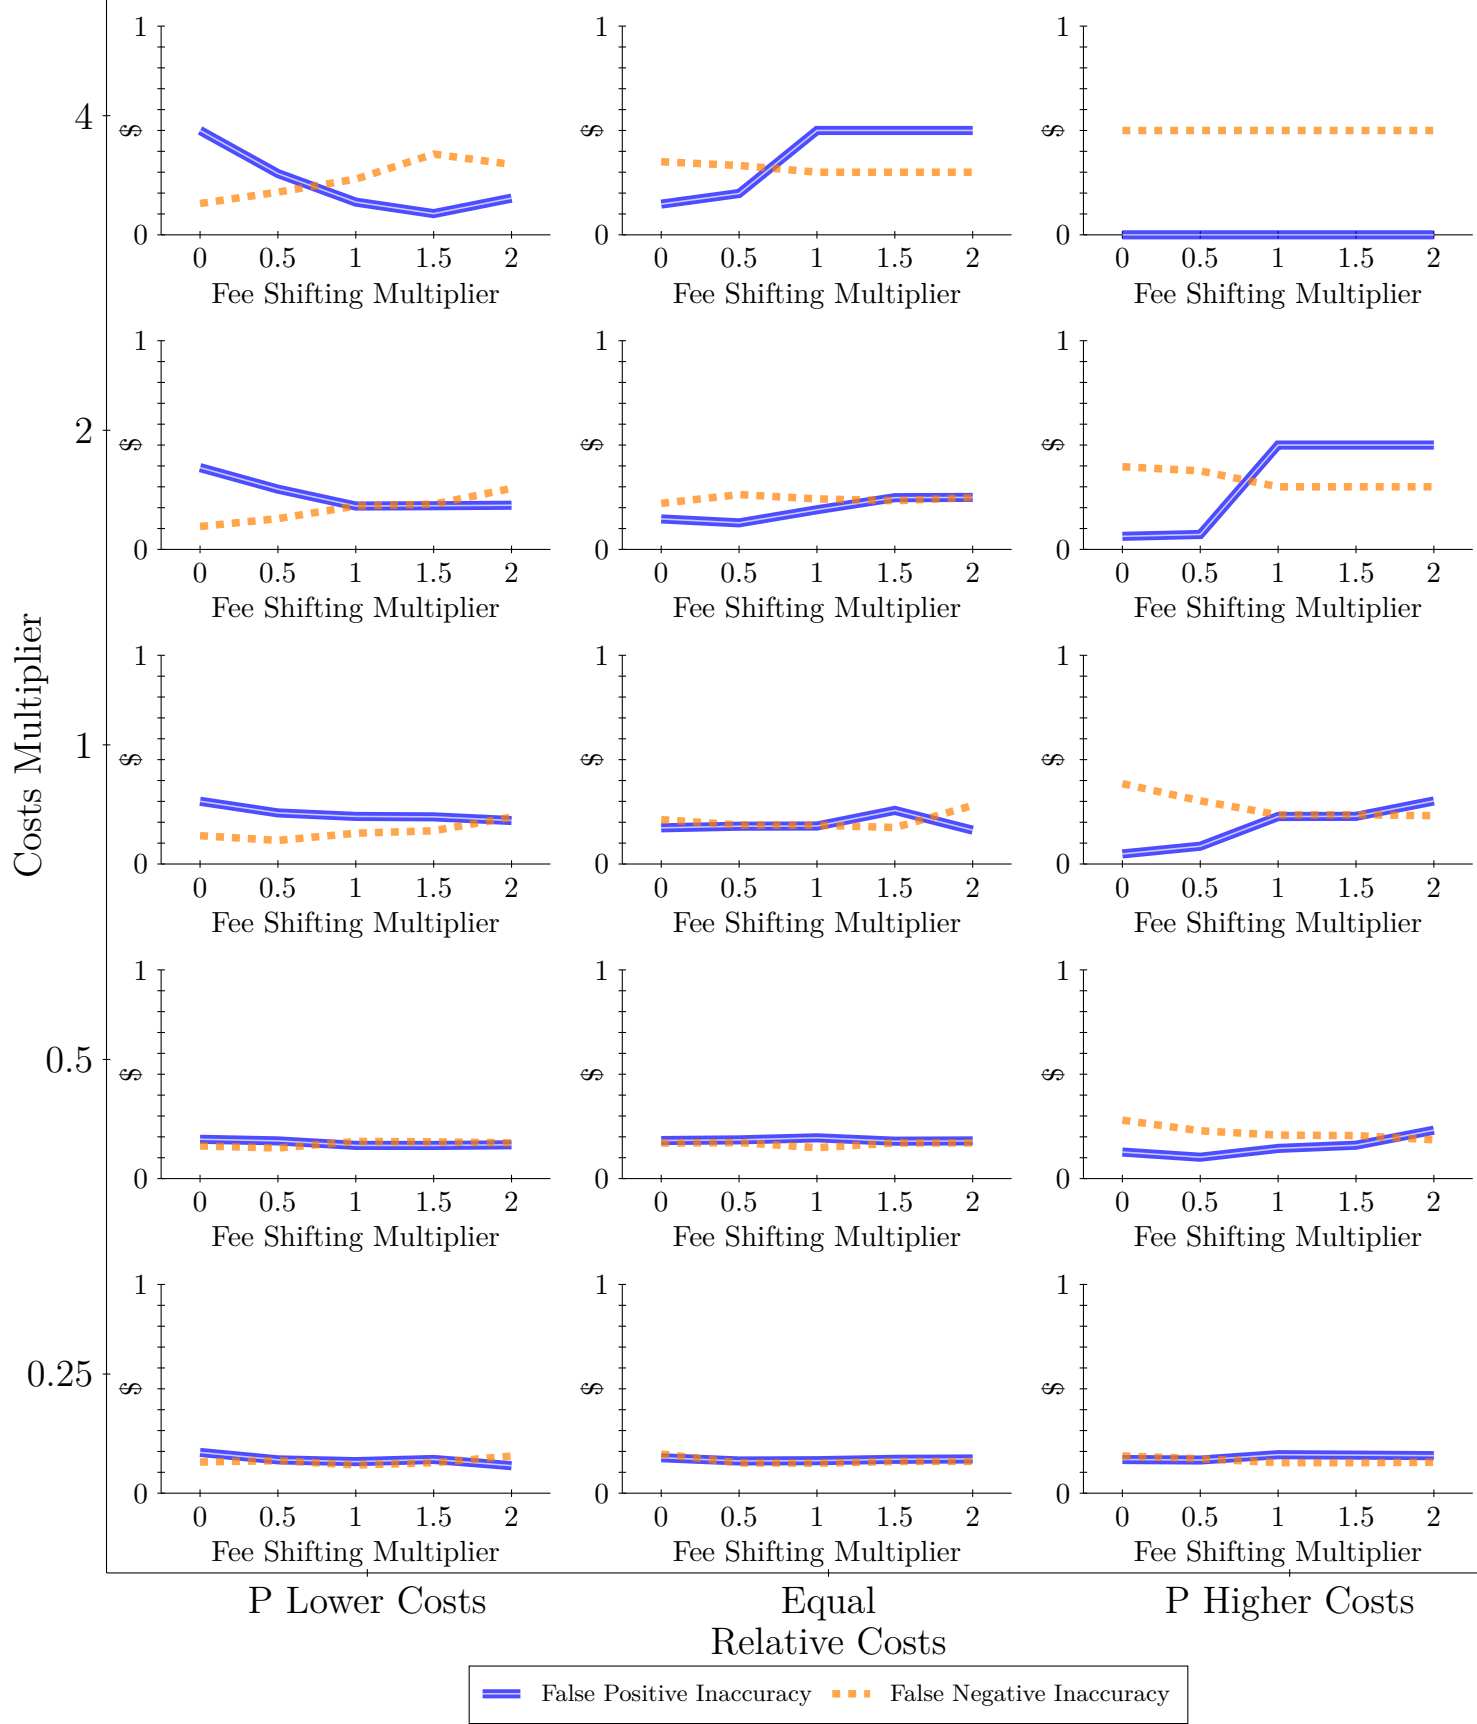 Costs Multiplier
4
1
$
0
0 0.5 1 1.5 2
Fee Shifting Multiplier
1
$
0
0 0.5 1 1.5 2
Fee Shifting Multiplier
1
$
0
0 0.5 1 1.5 2
Fee Shifting Multiplier
2
1
$
0
0 0.5 1 1.5 2
Fee Shifting Multiplier
1
$
0
0 0.5 1 1.5 2
Fee Shifting Multiplier
1
$
0
0 0.5 1 1.5 2
Fee Shifting Multiplier
1
1
$
0
0 0.5 1 1.5 2
Fee Shifting Multiplier
1
$
0
0 0.5 1 1.5 2
Fee Shifting Multiplier
1
$
0
0 0.5 1 1.5 2
Fee Shifting Multiplier
0.5
1
$
0
0 0.5 1 1.5 2
Fee Shifting Multiplier
1
$
0
0 0.5 1 1.5 2
Fee Shifting Multiplier
1
$
0
0 0.5 1 1.5 2
Fee Shifting Multiplier
0.25
1
$
0
0 0.5 1 1.5 2
Fee Shifting Multiplier
1
$
0
0 0.5 1 1.5 2
Fee Shifting Multiplier
1
$
0
0 0.5 1 1.5 2
Fee Shifting Multiplier
P Lower Costs
Equal
P Higher Costs
Relative Costs
False Positive Inaccuracy
False Negative Inaccuracy